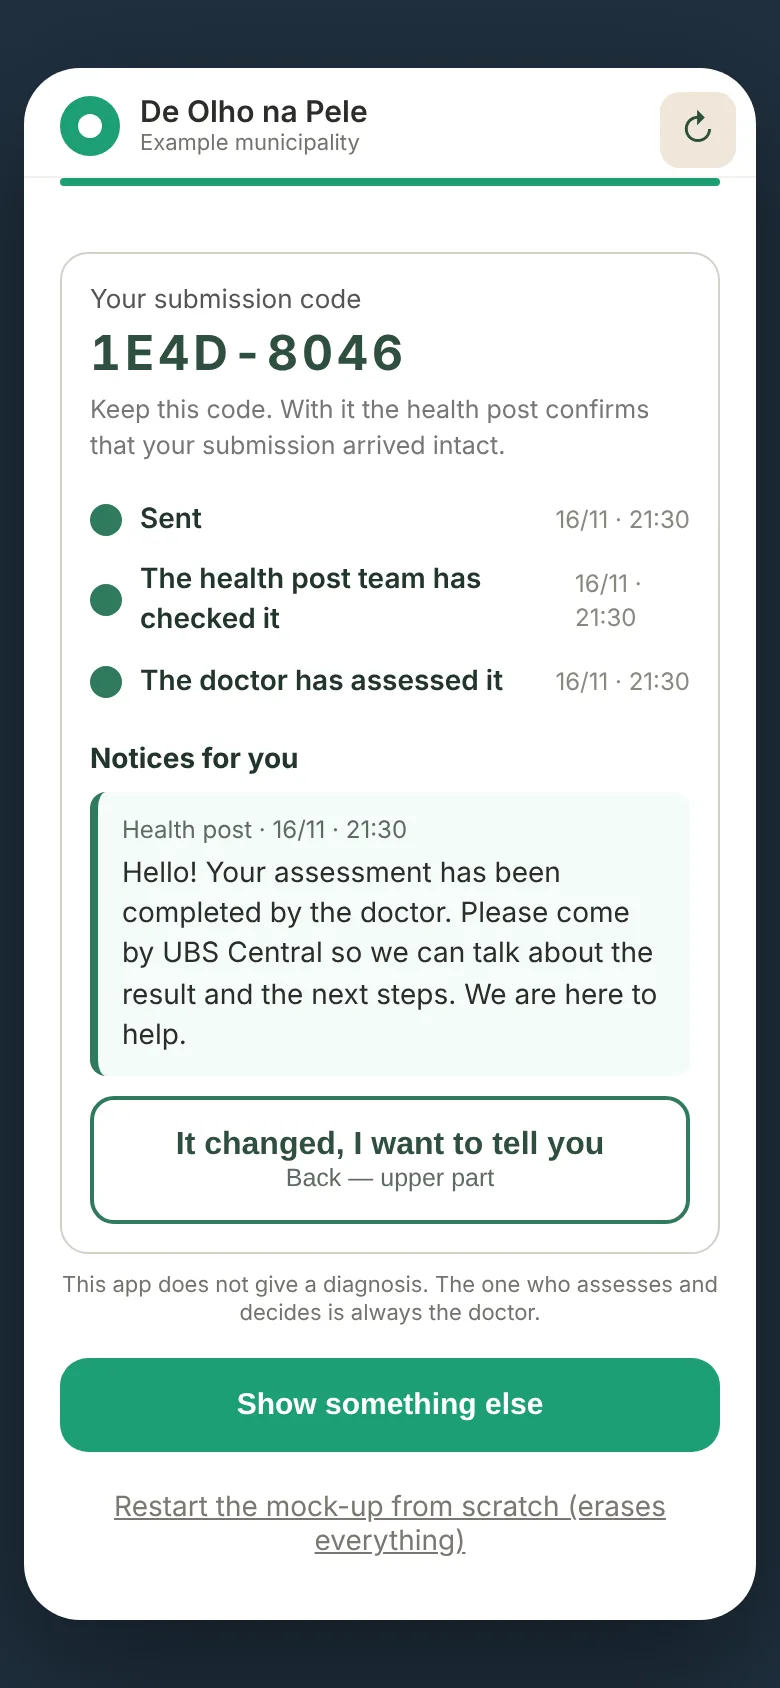 De Olho na Pele
Example municipality
Your submission code
1E4D-8046
Keep this code. With it the health post confirms
that your submission arrived intact.
Sent 16/11 · 21:30
The health post team has
checked it
16/11 ·
21:30
The doctor has assessed it 16/11 · 21:30
Notices for you
Health post · 16/11 · 21:30
Hello! Your assessment has been
completed by the doctor. Please come
by UBS Central so we can talk about the
result and the next steps. We are here to
help.
It changed, I want to tell you
Back — upper part
This app does not give a diagnosis. The one who assesses and
decides is always the doctor.
Show something else
Restart the mock-up from scratch (erases
everything)